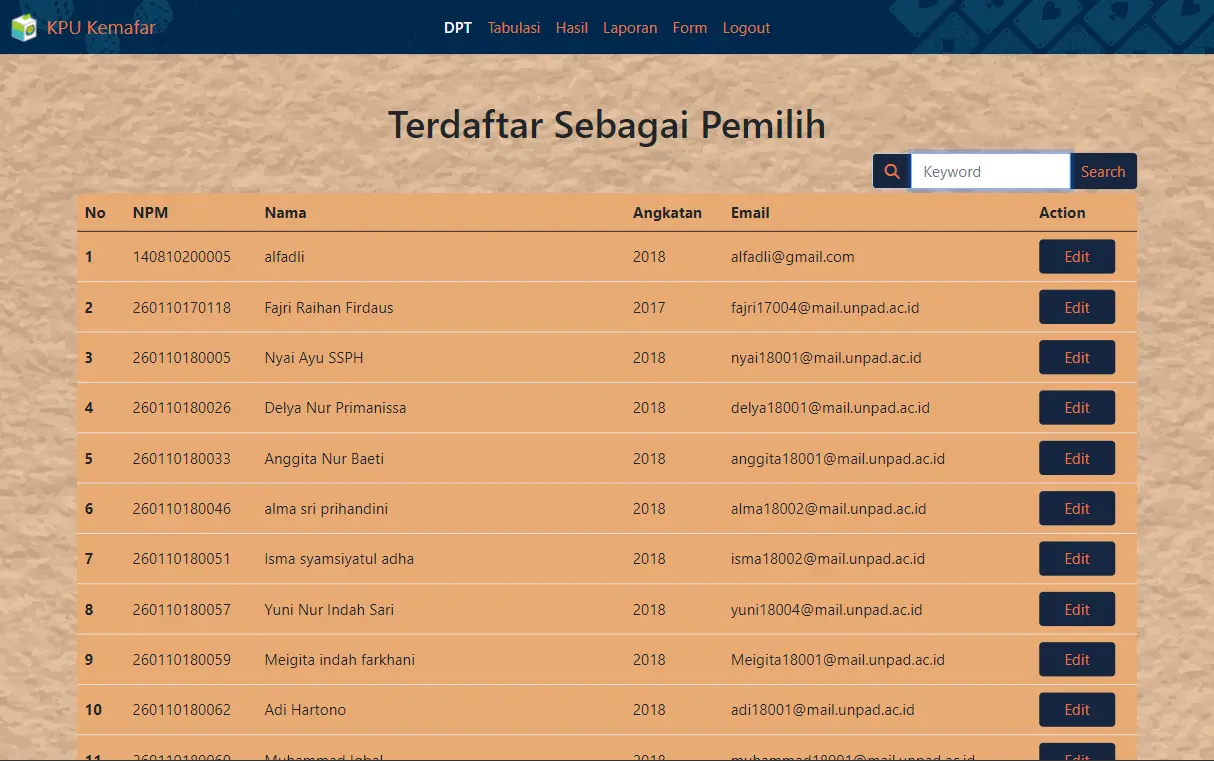 KPU Kemafar DPT Tabulasi Hasil Laporan Form Logout
Terdaftar Sebagai Pemilih
Keyword Search
No NPM Nama Angkatan Email Action
1 140810200005 alfadli 2018 alfadli@gmail.com Edit
2 260110170118 Fajri Raihan Firdaus 2017 fajri17004@mail.unpad.ac.id Edit
3 260110180005 Nyai Ayu SSPH 2018 nyai18001@mail.unpad.ac.id Edit
4 260110180026 Delya Nur Primanissa 2018 delya18001@mail.unpad.ac.id Edit
5 260110180033 Anggita Nur Baeti 2018 anggita18001@mail.unpad.ac.id Edit
6 260110180046 alma sri prihandini 2018 alma18002@mail.unpad.ac.id Edit
7 260110180051 Isma syamsiyatul adha 2018 isma18002@mail.unpad.ac.id Edit
8 260110180057 Yuni Nur Indah Sari 2018 yuni18004@mail.unpad.ac.id Edit
9 260110180059 Meigita indah farkhani 2018 Meigita18001@mail.unpad.ac.id Edit
10 260110180062 Adi Hartono 2018 adi18001@mail.unpad.ac.id Edit
11 Muhammad Iqbal 2018 muhammad18001@mail.unpad.ac.id Edit